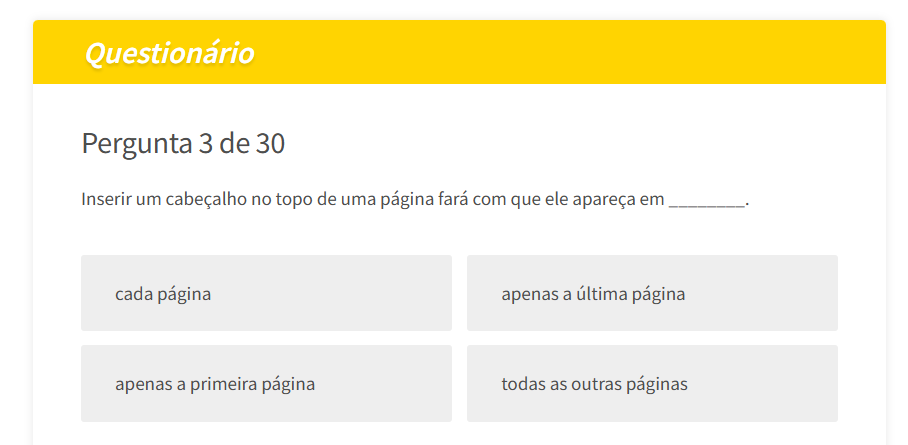 Questionário
Pergunta 3 de 30
Inserir um cabeçalho no topo de uma página fará com que ele apareça em ________.
cada página
apenas a última página
apenas a primeira página
todas as outras páginas